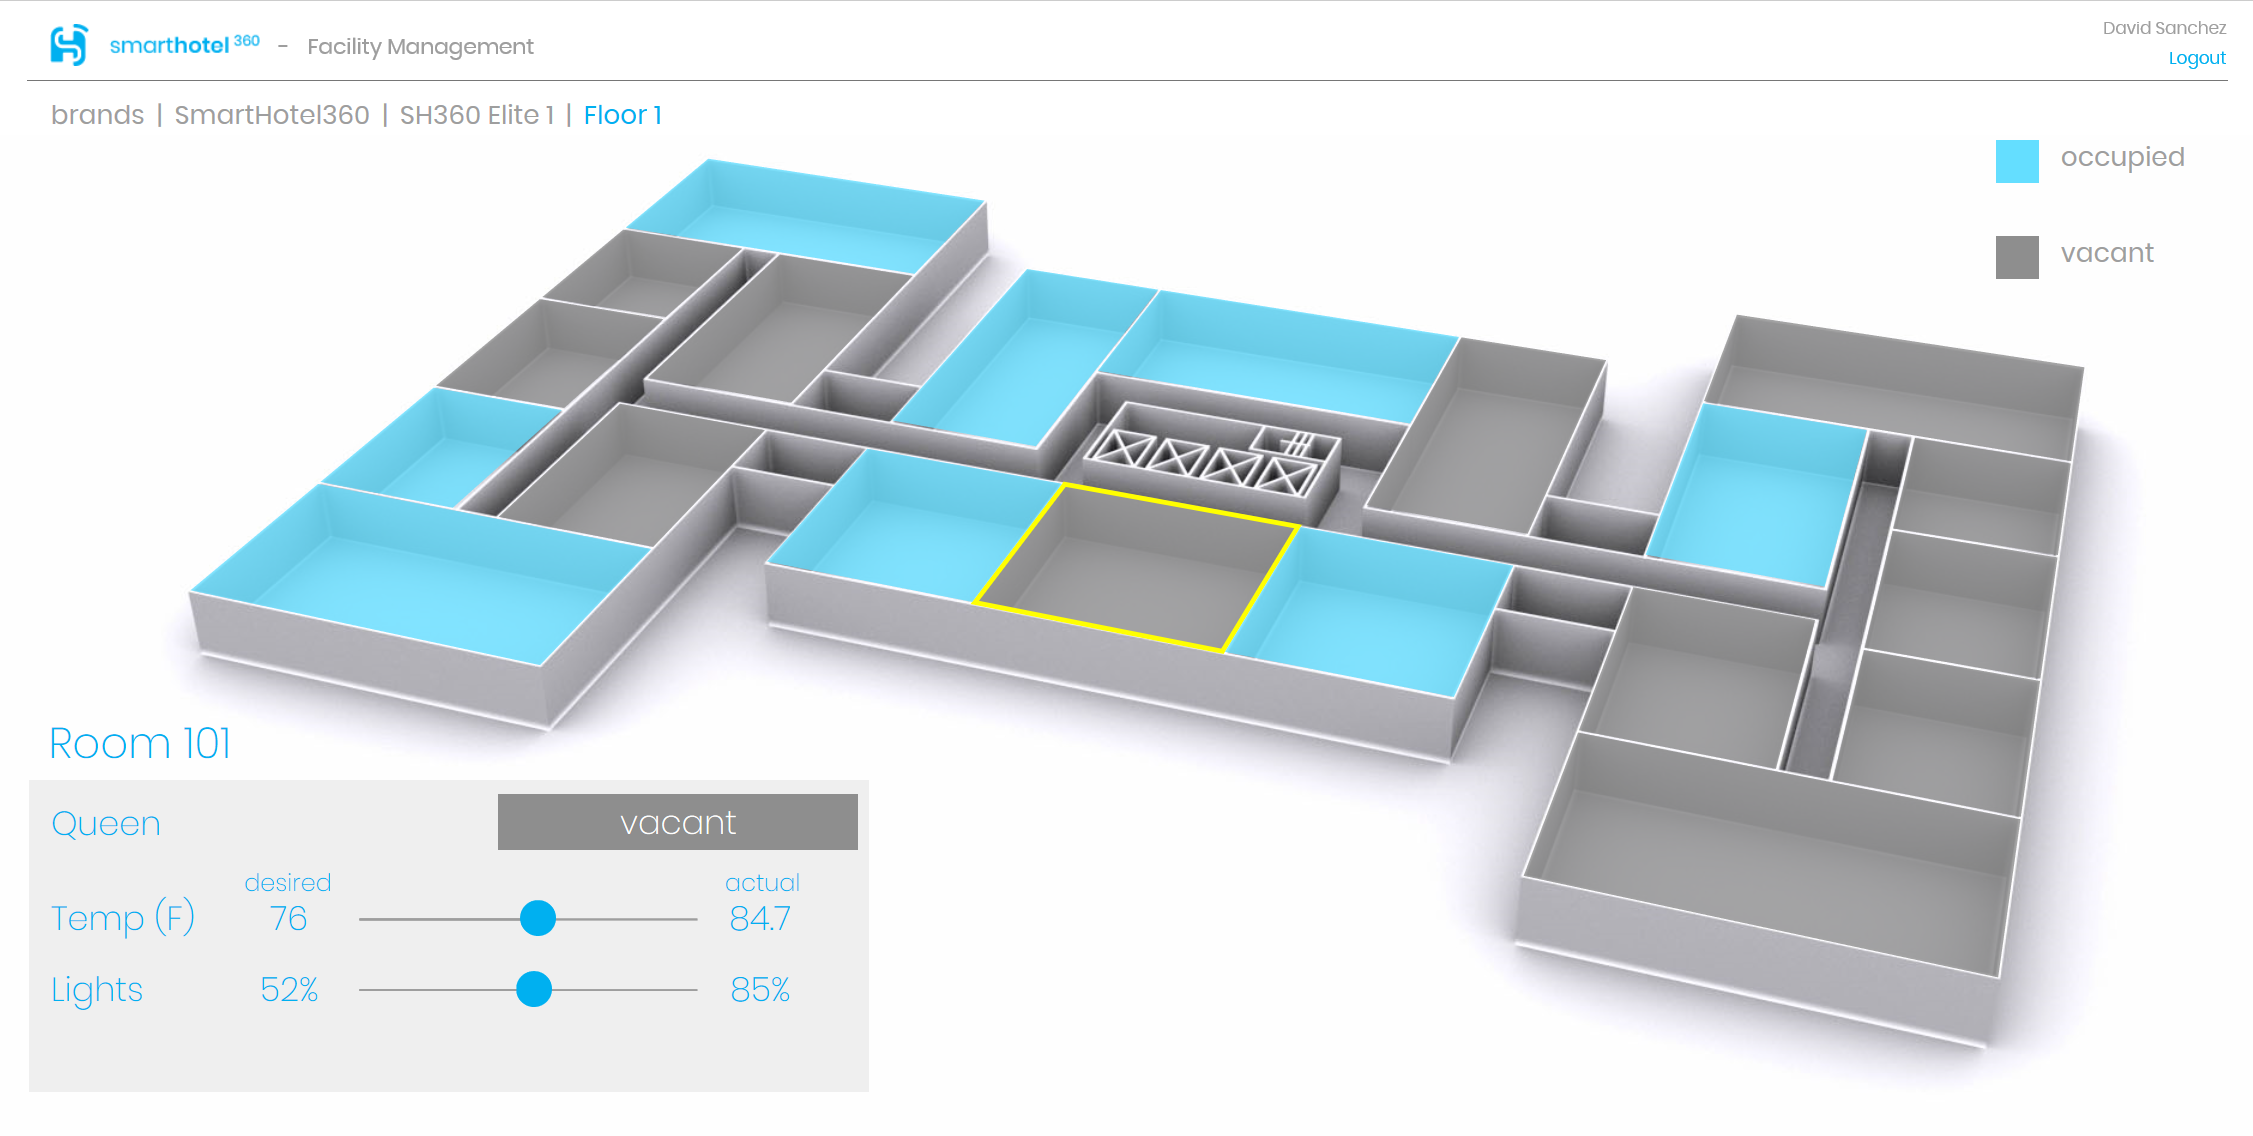 smarthotel 360 - Facility Management
David Sanchez
Logout
brands | SmartHotel360 | SH360 Elite 1 | Floor 1
occupied
vacant
Room 101
Queen
vacant
desired
actual
Temp (F) 76 84.7
Lights 52% 85%